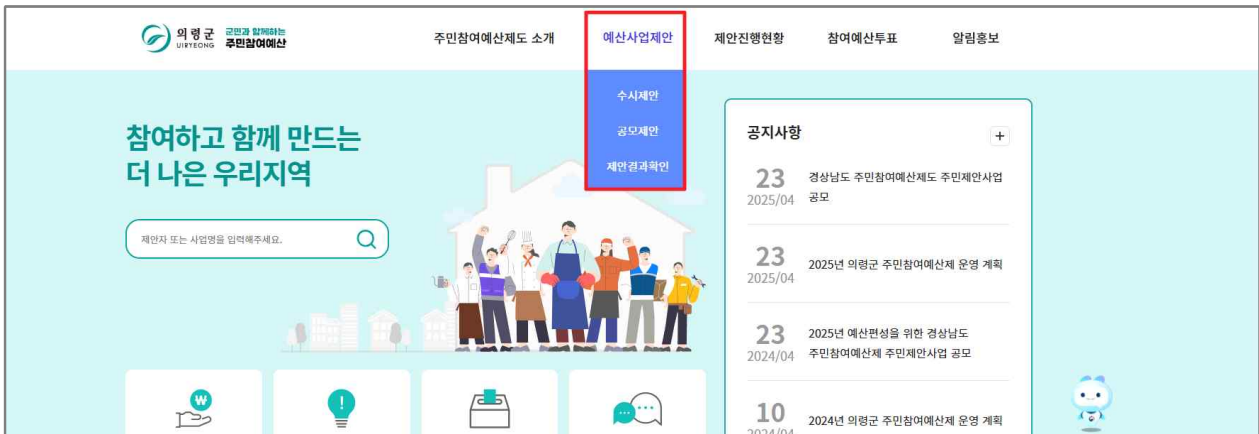 의령군 군민과 함께하는
UIRYEONG 주민참여예산
주민참여예산제도 소개
예산사업제안
제안진행현황
참여예산투표
알림홍보
수시제안
공모제안
제안결과확인
참여하고 함께 만드는
더 나은 우리지역
제안자 또는 사업명을 입력해주세요.
공지사항
+
23
2025/04
경상남도 주민참여예산제도 주민제안사업
공모
23
2025/04
2025년 의령군 주민참여예산제 운영 계획
23
2024/04
2025년 예산편성을 위한 경상남도
주민참여예산제 주민제안사업 공모
10
2024/04
2024년 의령군 주민참여예산제 운영 계획